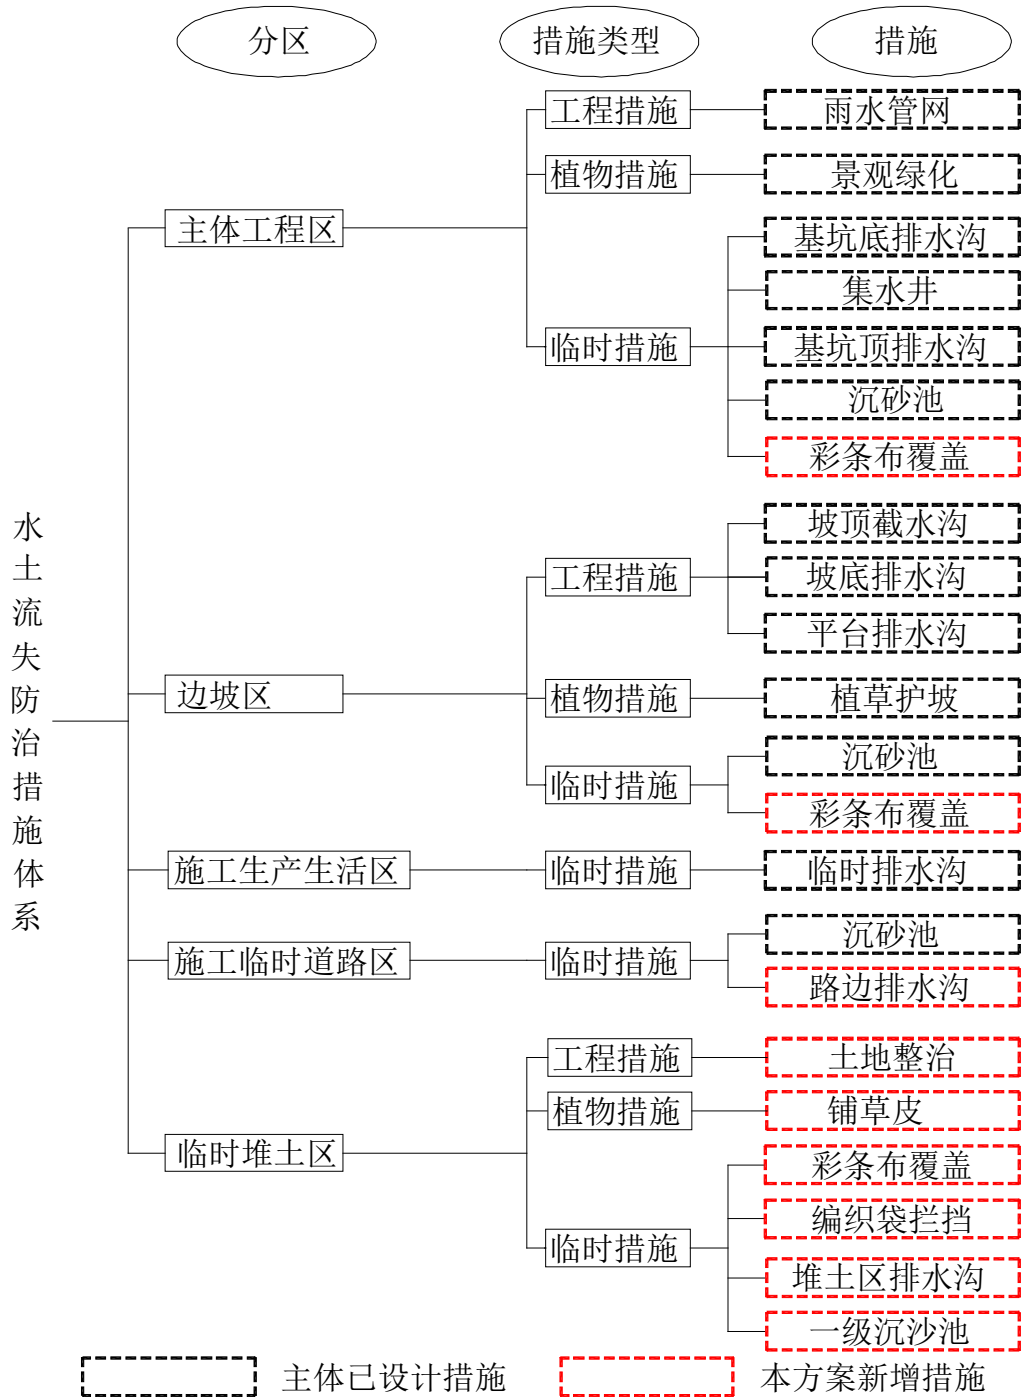 分区
措施类型
措施
水土流失防治措施体系
主体工程区
工程措施
雨水管网
植物措施
景观绿化
临时措施
基坑底排水沟
集水井
基坑顶排水沟
沉砂池
彩条布覆盖
边坡区
工程措施
坡顶截水沟
坡底排水沟
平台排水沟
植物措施
植草护坡
临时措施
沉砂池
彩条布覆盖
施工生产生活区
临时措施
临时排水沟
施工临时道路区
临时措施
沉砂池
路边排水沟
临时堆土区
工程措施
土地整治
植物措施
铺草皮
临时措施
彩条布覆盖
编织袋拦挡
堆土区排水沟
一级沉沙池
主体已设计措施
本方案新增措施